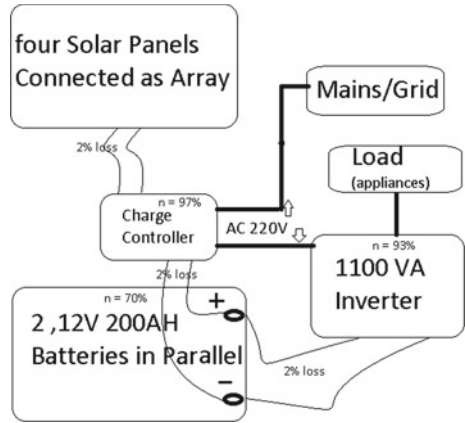 four Solar Panels
Connected as Array
Mains/Grid
2% loss
Load
(appliances)
n = 97%
Charge
Controller
AC 220V
n = 93%
1100 VA
Inverter
2% loss
n = 70%
+
2 ,12V 200AH
Batteries in Parallel
2% loss
−